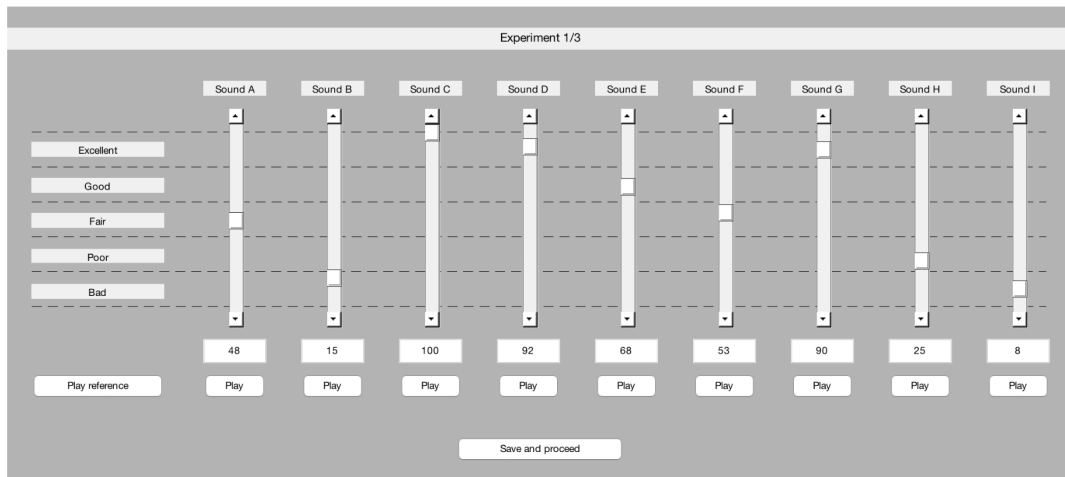 Experiment 1/3
Sound A Sound B Sound C Sound D Sound E Sound F Sound G Sound H Sound I
Excellent
Good
Fair
Poor
Bad
48 15 100 92 68 53 90 25 8
Play reference Play Play Play Play Play Play Play Play Play
Save and proceed